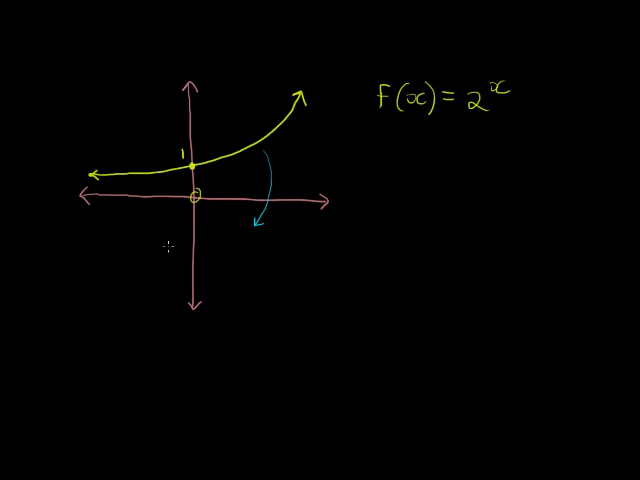 f(x) = 2^x
1
0